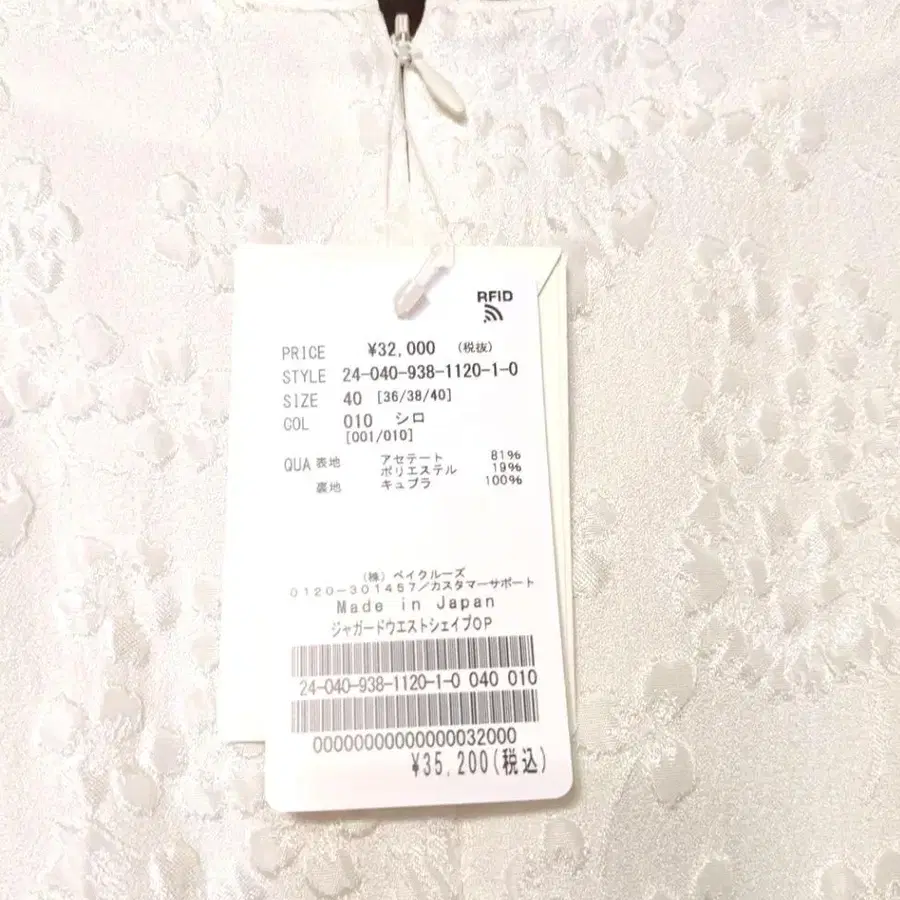 RFID
PRICE ¥32,000 (税抜)
STYLE 24-040-938-1120-1-0
SIZE 40 [36/38/40]
COL 010 シロ
[001/010]
QUA 表地 アセテート 81%
ポリエステル 19%
裏地 キュプラ 100%
(株) ベイクルーズ
0120-301457/カスタマーサポート
Made in Japan
ジャガードウエストシェイプOP
24-040-938-1120-1-0 040 010
00000000000000032000
¥35,200(税込)